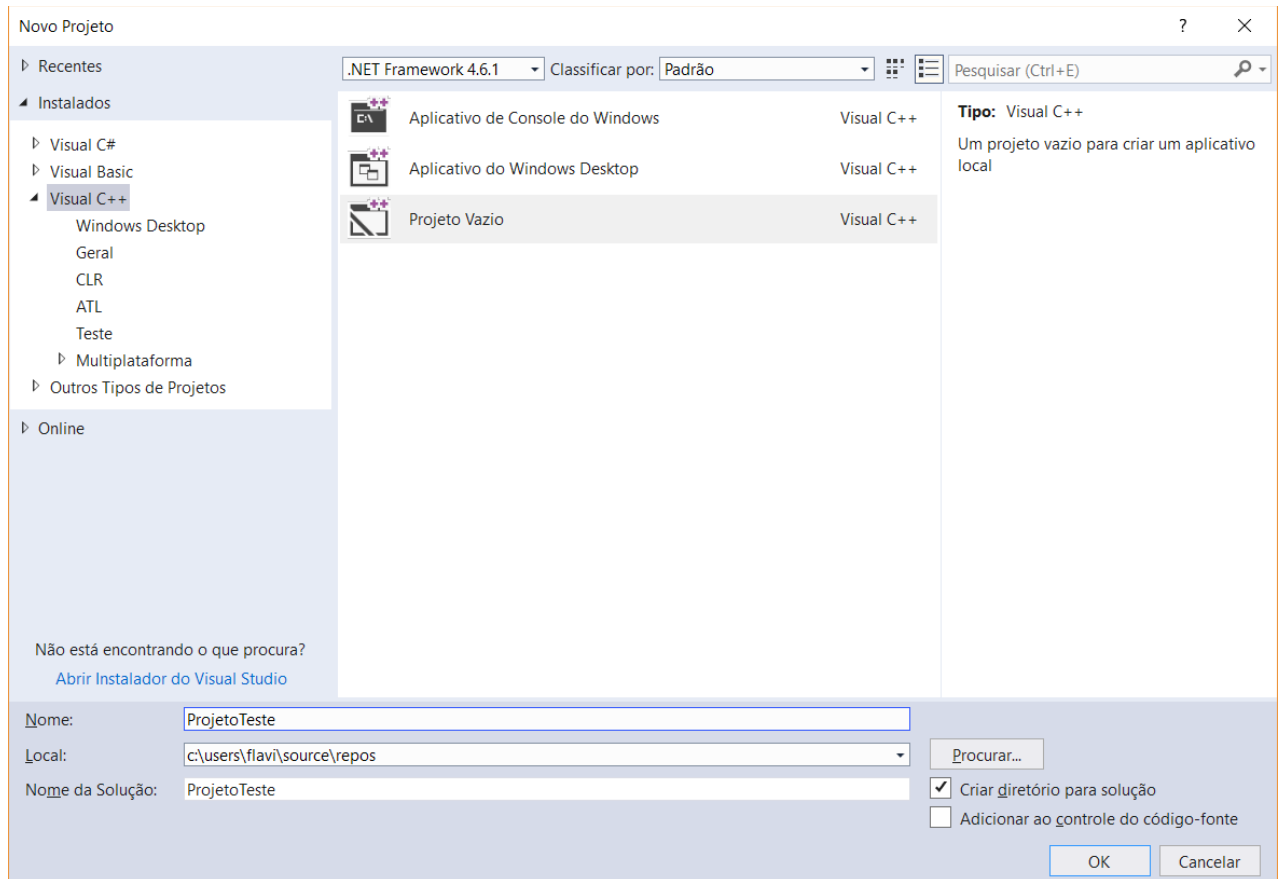 Novo Projeto
?
Recentes
Instalados
Visual C#
Visual Basic
Visual C++
Windows Desktop
Geral
CLR
ATL
Teste
Multiplataforma
Outros Tipos de Projetos
Online
Não está encontrando o que procura?
Abrir Instalador do Visual Studio
.NET Framework 4.6.1 Classificar por: Padrão
Pesquisar (Ctrl+E)
Aplicativo de Console do Windows Visual C++
Aplicativo do Windows Desktop Visual C++
Projeto Vazio Visual C++
Tipo: Visual C++
Um projeto vazio para criar um aplicativo
local
Nome: ProjetoTeste
Local: c:\users\flavi\source\repos
Procurar...
Nome da Solução: ProjetoTeste
Criar diretório para solução
Adicionar ao controle do código-fonte
OK Cancelar